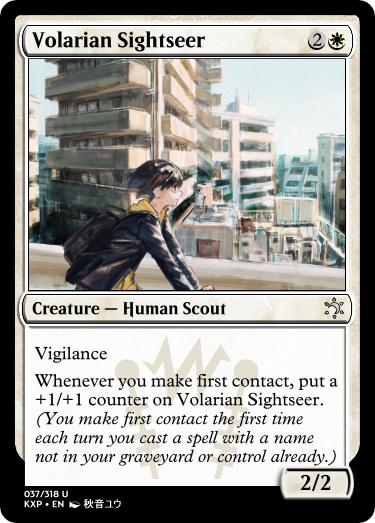 Volarian Sightseer 2
Creature — Human Scout
Vigilance
Whenever you make first contact, put a
+1/+1 counter on Volarian Sightseer.
(You make first contact the first time
each turn you cast a spell with a name
not in your graveyard or control already.)
2/2
037/318 U
KXP • EN 秋音ユウ